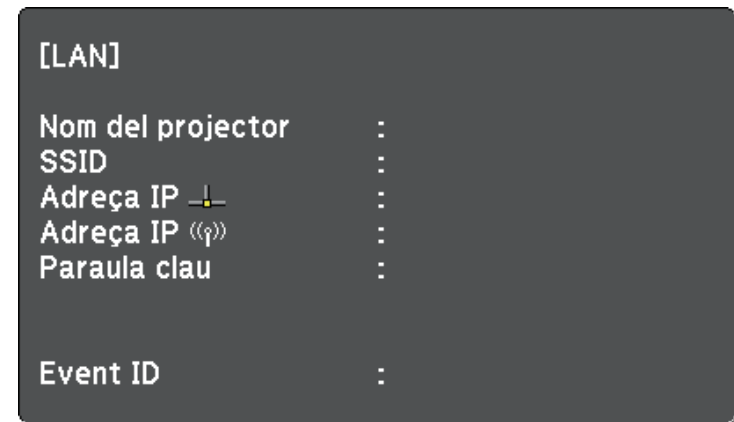 [LAN]
Nom del projector :
SSID :
Adreça IP :
Adreça IP :
Paraula clau :
Event ID :